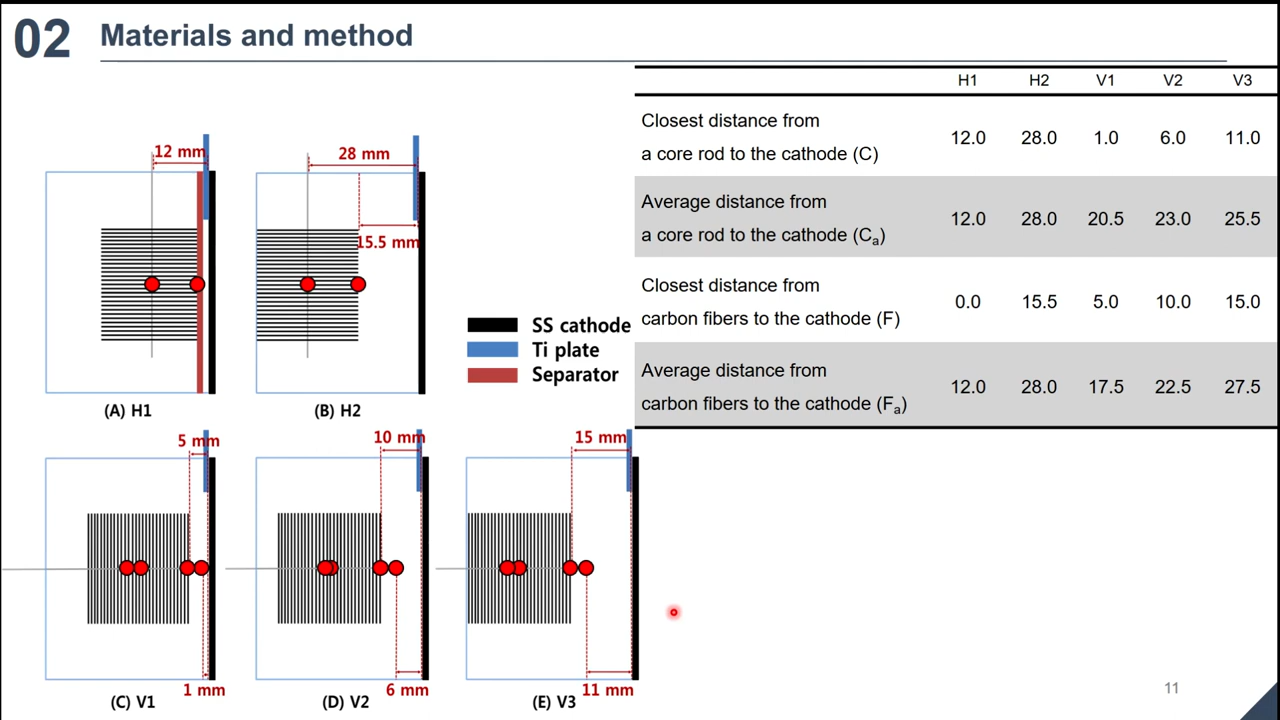 02 Materials and method
H1 H2 V1 V2 V3
Closest distance from
a core rod to the cathode (C) 12.0 28.0 1.0 6.0 11.0
Average distance from
a core rod to the cathode (Ca) 12.0 28.0 20.5 23.0 25.5
Closest distance from
carbon fibers to the cathode (F) 0.0 15.5 5.0 10.0 15.0
Average distance from
carbon fibers to the cathode (Fa) 12.0 28.0 17.5 22.5 27.5
12 mm
28 mm
15.5 mm
SS cathode
Ti plate
Separator
(A) H1
(B) H2
5 mm
10 mm
15 mm
1 mm
6 mm
11 mm
(C) V1
(D) V2
(E) V3
11